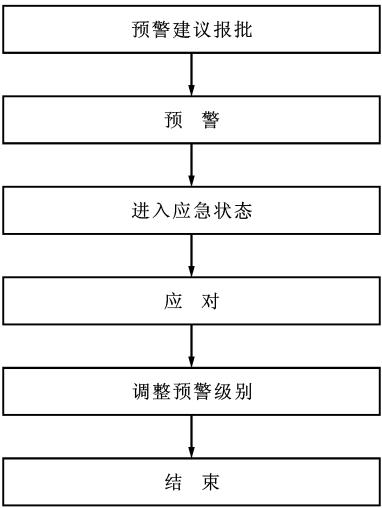 预警建议报批
预　警
进入应急状态
应　对
调整预警级别
结　束